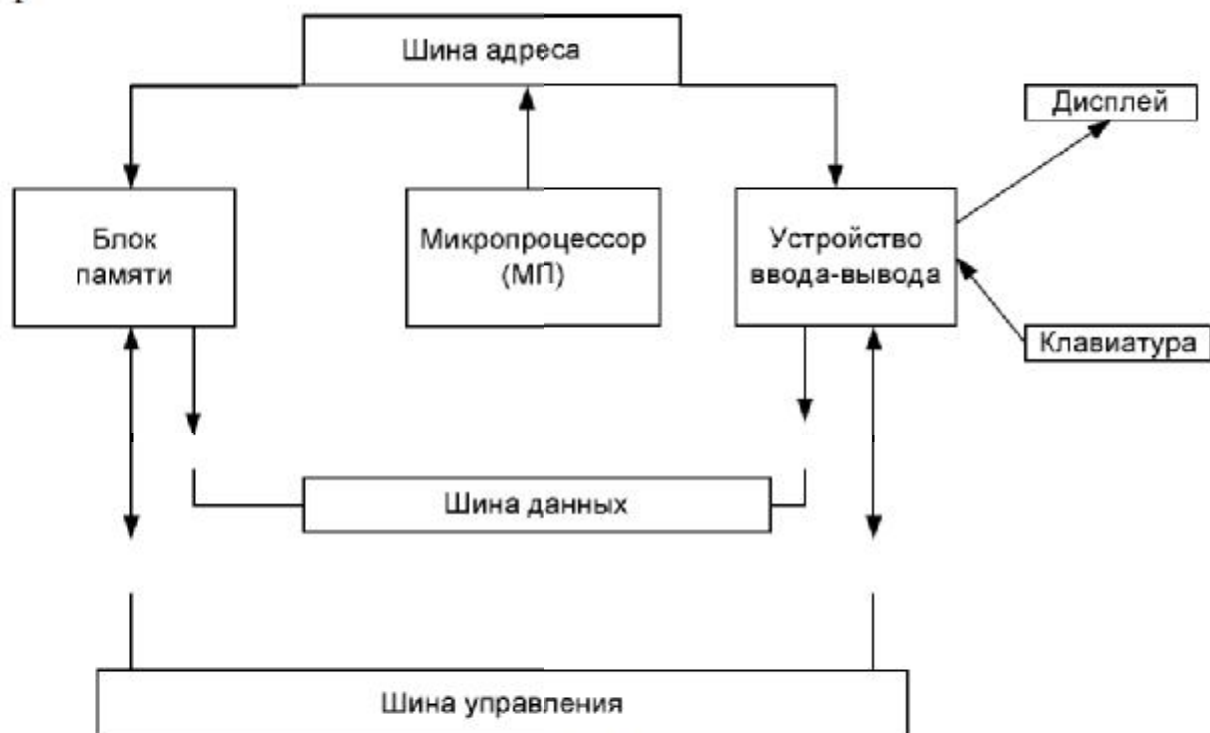 Шина адреса
Дисплей
Блок
памяти
Микропроцессор
(МП)
Устройство
ввода-вывода
Клавиатура
Шина данных
Шина управления